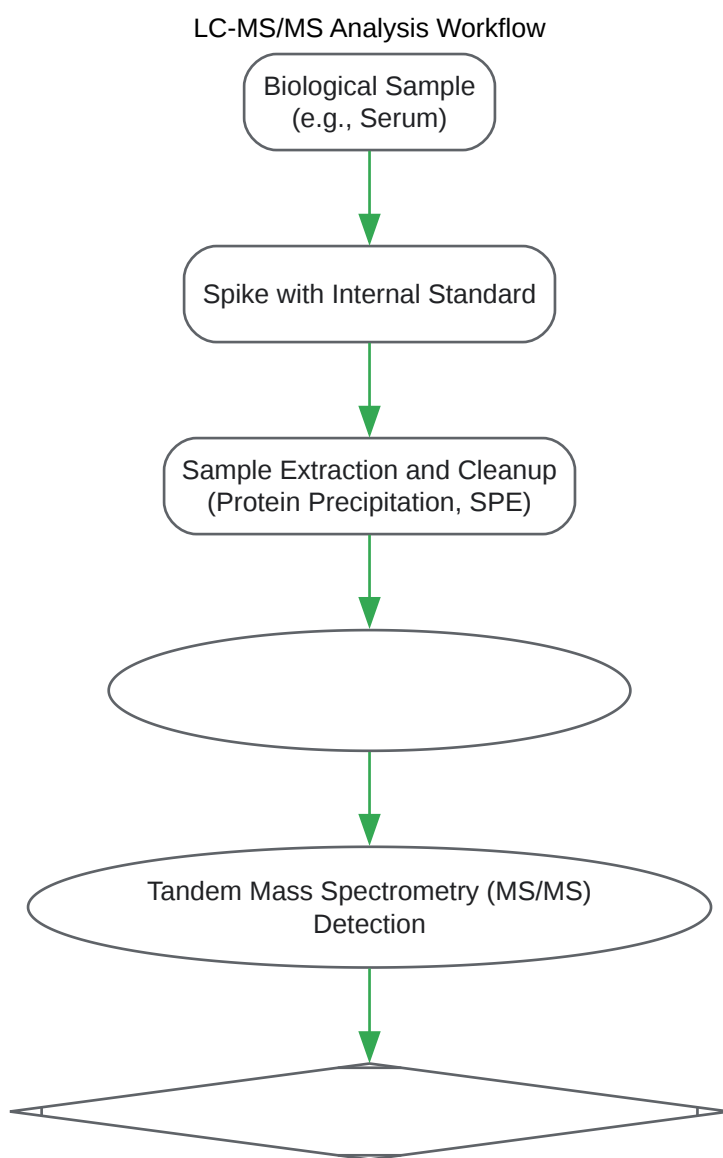 LC-MS/MS Analysis Workflow
Biological Sample
(e.g., Serum)
Spike with Internal Standard
Sample Extraction and Cleanup
(Protein Precipitation, SPE)
Tandem Mass Spectrometry (MS/MS)
Detection